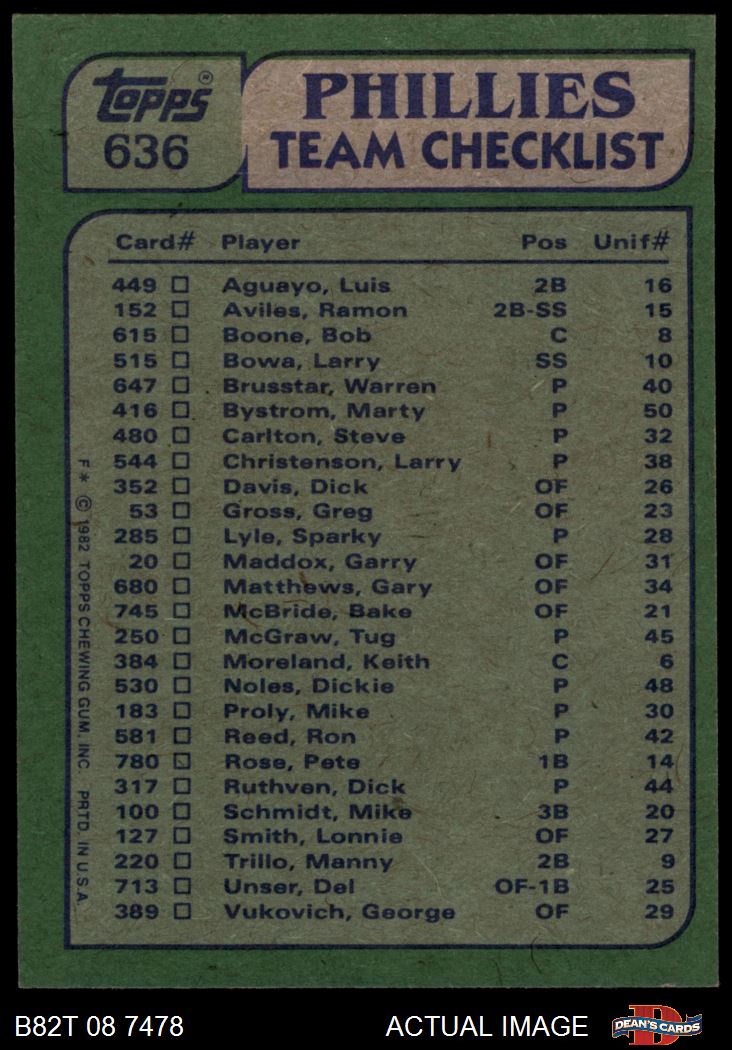 TOPPS ®
636
PHILLIES
TEAM CHECKLIST
Card# Player Pos Unif#
449 Aguayo, Luis 2B 16
152 Aviles, Ramon 2B-SS 15
615 Boone, Bob C 8
515 Bowa, Larry SS 10
647 Brusstar, Warren P 40
416 Bystrom, Marty P 50
480 Carlton, Steve P 32
544 Christenson, Larry P 38
352 Davis, Dick OF 26
53 Gross, Greg OF 23
285 Lyle, Sparky P 28
20 Maddox, Garry OF 31
680 Matthews, Gary OF 34
745 McBride, Bake OF 21
250 McGraw, Tug P 45
384 Moreland, Keith C 6
530 Noles, Dickie P 48
183 Proly, Mike P 30
581 Reed, Ron P 42
780 Rose, Pete 1B 14
317 Ruthven, Dick P 44
100 Schmidt, Mike 3B 20
127 Smith, Lonnie OF 27
220 Trillo, Manny 2B 9
713 Unser, Del OF-1B 25
389 Vukovich, George OF 29
F* © 1982 TOPPS CHEWING GUM, INC. PRTD. IN U.S.A.
B82T 08 7478 ACTUAL IMAGE
D
DEAN'S CARDS